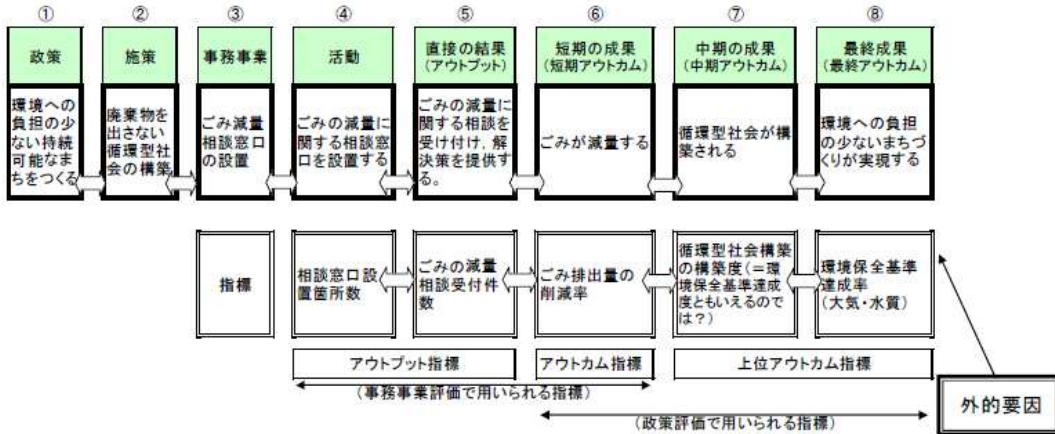 ① ② ③ ④ ⑤ ⑥ ⑦ ⑧
政策
施策
事務事業
活動
直接の結果
（アウトプット）
短期の成果
（短期アウトカム）
中期の成果
（中期アウトカム）
最終成果
（最終アウトカム）
環境への
負担の少
ない持続
可能なま
ちをつくる
廃棄物を
出さない
循環型社
会の構築
ごみ減量
相談窓口
の設置
ごみの減量に
関する相談窓
口を設置する
ごみの減量に
関する相談を
受け付け，解
決策を提供す
る。
ごみが減量する
循環型社会が構
築される
環境への負担
の少ないまちづ
くりが実現する
指標
相談窓口設
置箇所数
ごみの減量
相談受付件
数
ごみ排出量の
削減率
循環型社会構築
の構築度（＝環
境保全基準達成
度ともいえるので
は？）
環境保全基準
達成率
（大気・水質）
アウトプット指標
アウトカム指標
上位アウトカム指標
（事務事業評価で用いられる指標）
（政策評価で用いられる指標）
外的要因